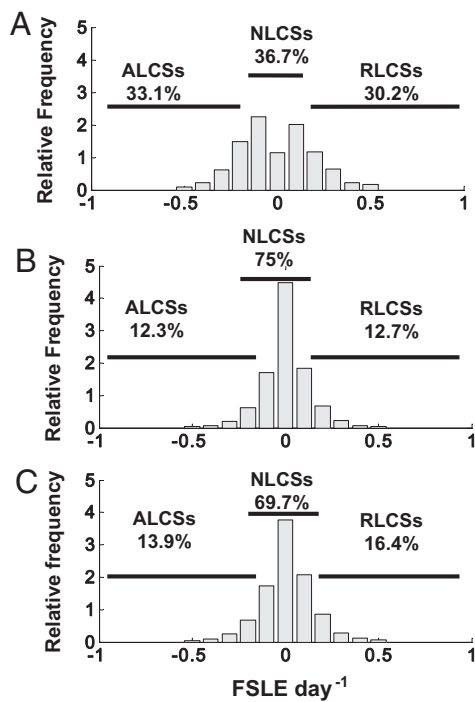 A
Relative Frequency
5
4
3
2
1
0
NLCSs
36.7%
ALCSs
33.1%
RLCSs
30.2%
-1
-0.5
0
0.5
1
B
Relative Frequency
5
4
3
2
1
0
NLCSs
75%
ALCSs
12.3%
RLCSs
12.7%
-1
-0.5
0
0.5
1
C
Relative frequency
5
4
3
2
1
0
NLCSs
69.7%
ALCSs
13.9%
RLCSs
16.4%
-1
-0.5
0
0.5
1
FSLE day-1